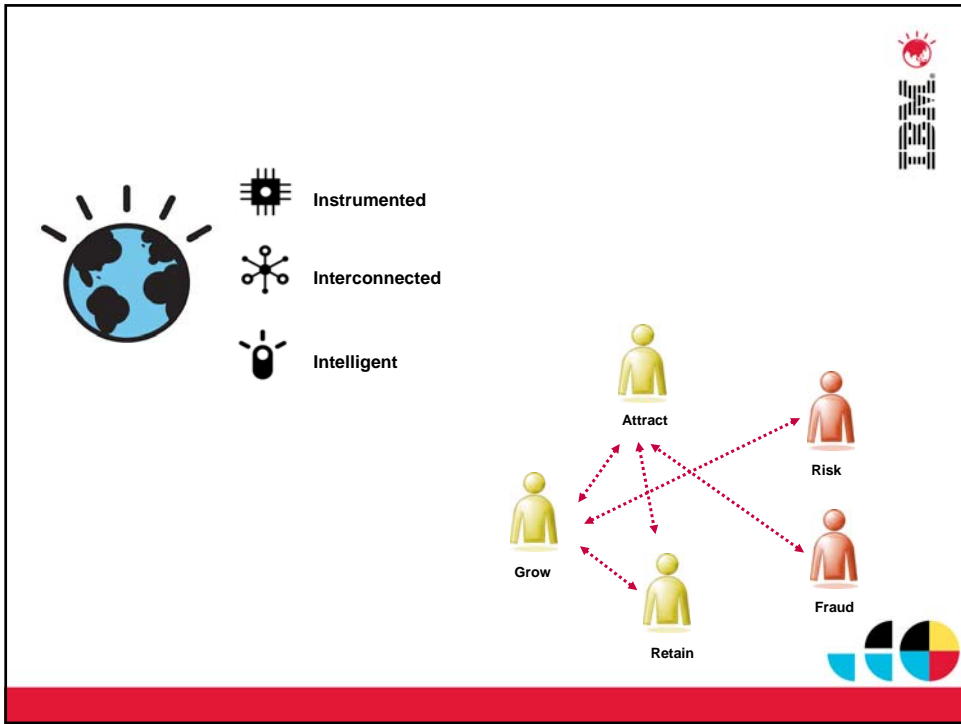 IBM®
Instrumented
Interconnected
Intelligent
Attract
Risk
Grow
Fraud
Retain